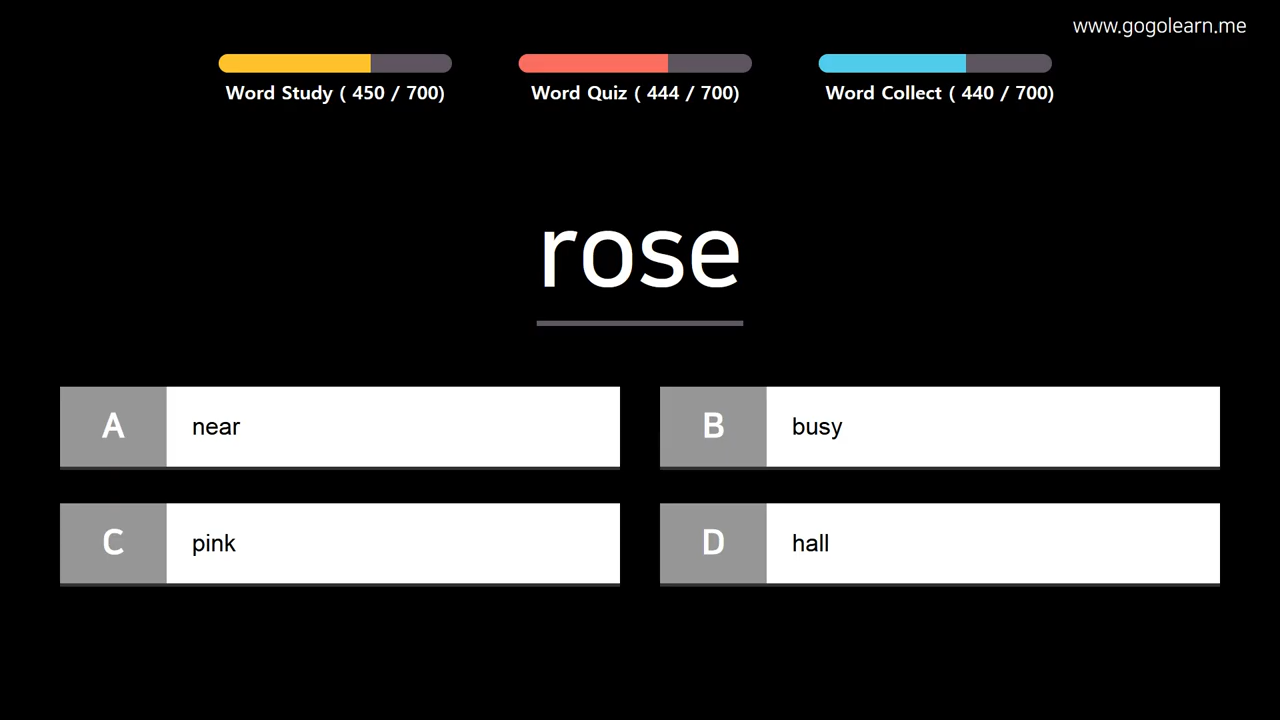 www.gogolearn.me
Word Study ( 450 / 700)
Word Quiz ( 444 / 700)
Word Collect ( 440 / 700)
rose
A
near
B
busy
C
pink
D
hall